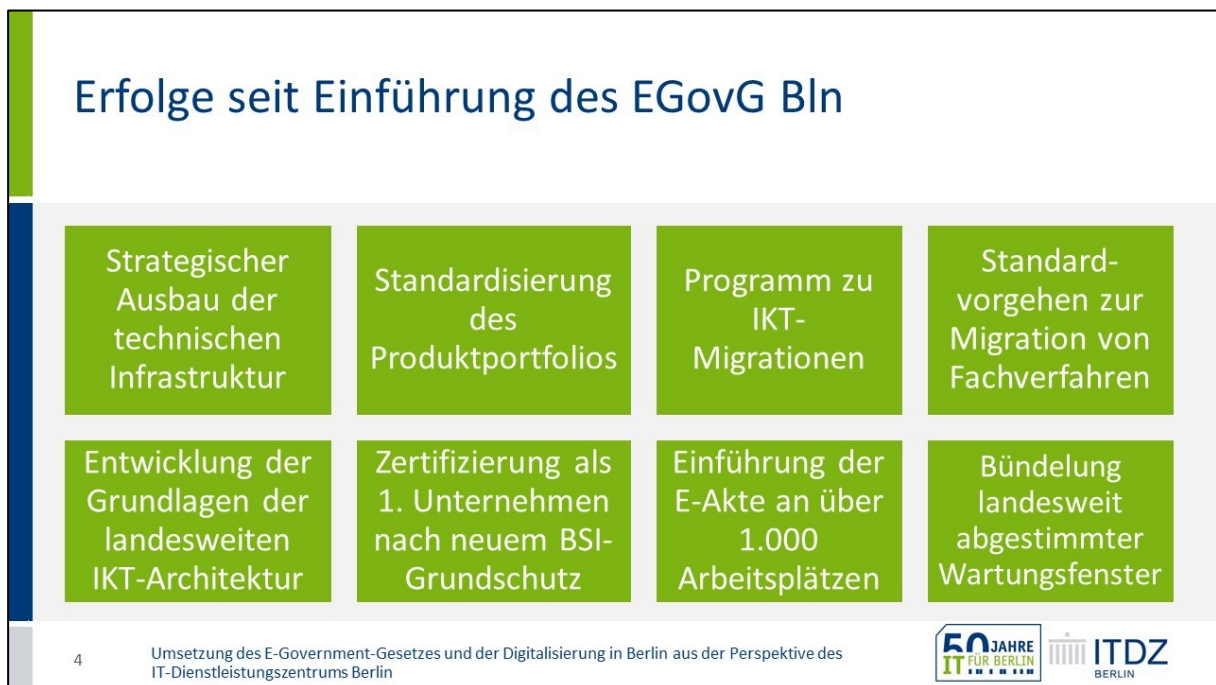 Erfolge seit Einführung des EGovG Bln
Strategischer
Ausbau der
technischen
Infrastruktur
Standardisierung
des
Produktportfolios
Programm zu
IKT-
Migrationen
Standard-
vorgehen zur
Migration von
Fachverfahren
Entwicklung der
Grundlagen der
landesweiten
IKT-Architektur
Zertifizierung als
1. Unternehmen
nach neuem BSI-
Grundschutz
Einführung der
E-Akte an über
1.000
Arbeitsplätzen
Bündelung
landesweit
abgestimmter
Wartungsfenster
4
Umsetzung des E-Government-Gesetzes und der Digitalisierung in Berlin aus der Perspektive des
IT-Dienstleistungszentrums Berlin
50 JAHRE
IT FÜR BERLIN
ITDZ
BERLIN